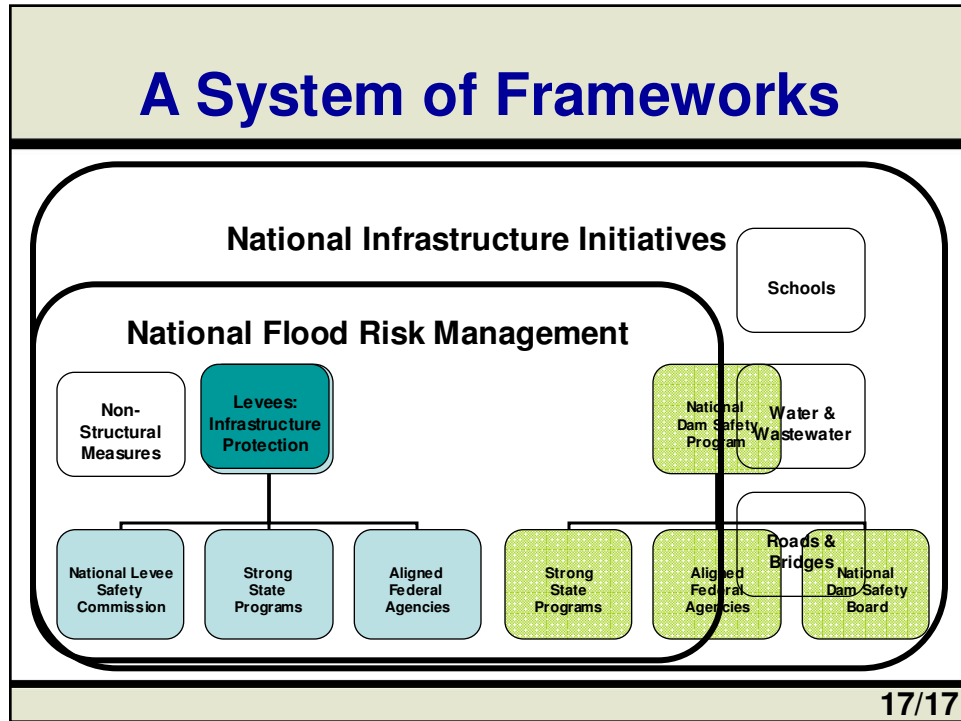 A System of Frameworks
National Infrastructure Initiatives
Schools
National Flood Risk Management
Non-
Structural
Measures
Levees:
Infrastructure
Protection
National
Dam Safety
Program
Water &
Wastewater
National Levee
Safety
Commission
Strong
State
Programs
Aligned
Federal
Agencies
Strong
State
Programs
Aligned
Federal
Agencies
Roads &
Bridges
National
Dam Safety
Board
17/17